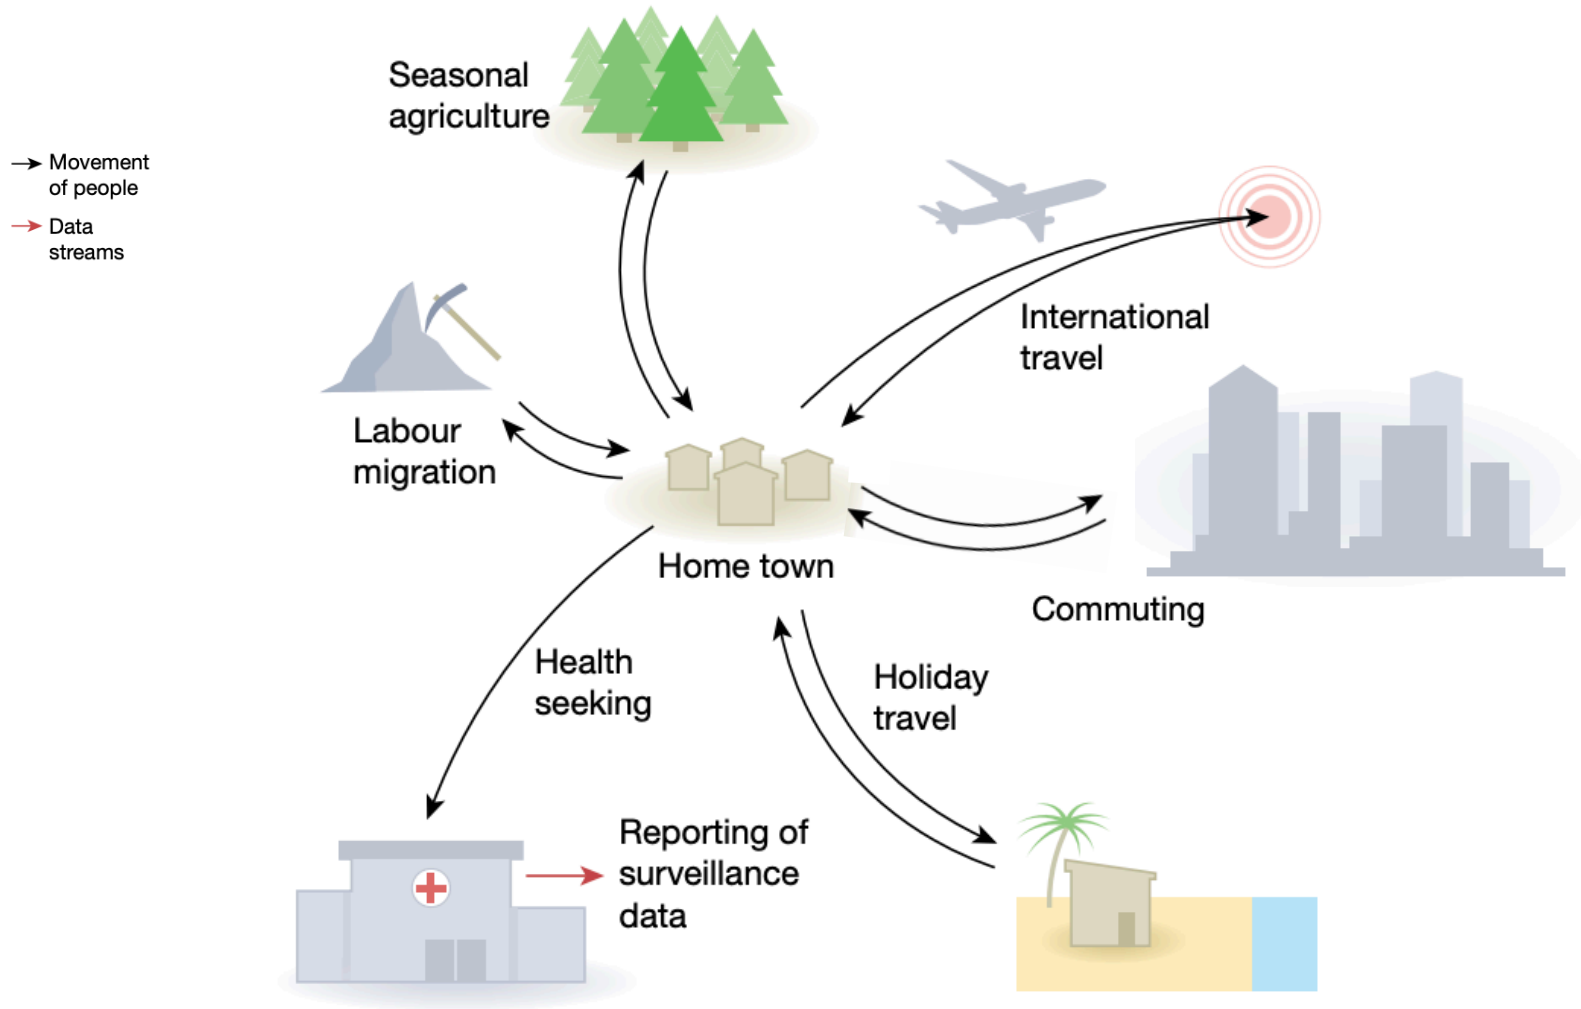 Seasonal
agriculture
Movement
of people
Data
streams
International
travel
Labour
migration
Home town
Commuting
Health
seeking
Holiday
travel
Reporting of
surveillance
data